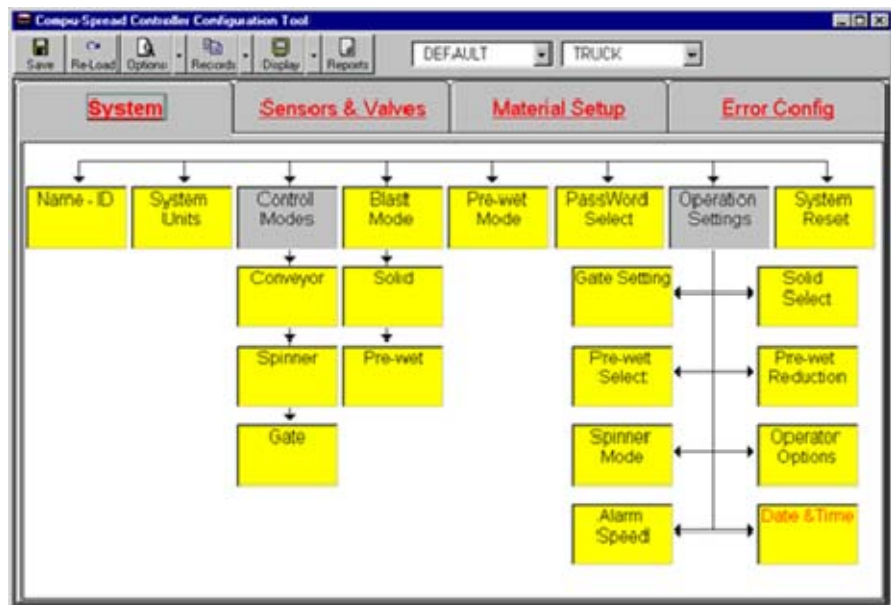 Compu-Spread Controller Configuration Tool
Save Re-Load Options Records Display Reports DEFAULT TRUCK
System Sensors & Valves Material Setup Error Config
Name - ID
System
Units
Control
Modes
Blast
Mode
Pre-wet
Mode
PassWord
Select
Operation
Settings
System
Reset
Conveyor
Solid
Gate Setting
Solid
Select
Spinner
Pre-wet
Pre-wet
Select
Pre-wet
Reduction
Gate
Spinner
Mode
Operator
Options
Alarm
Speed
Date &Time